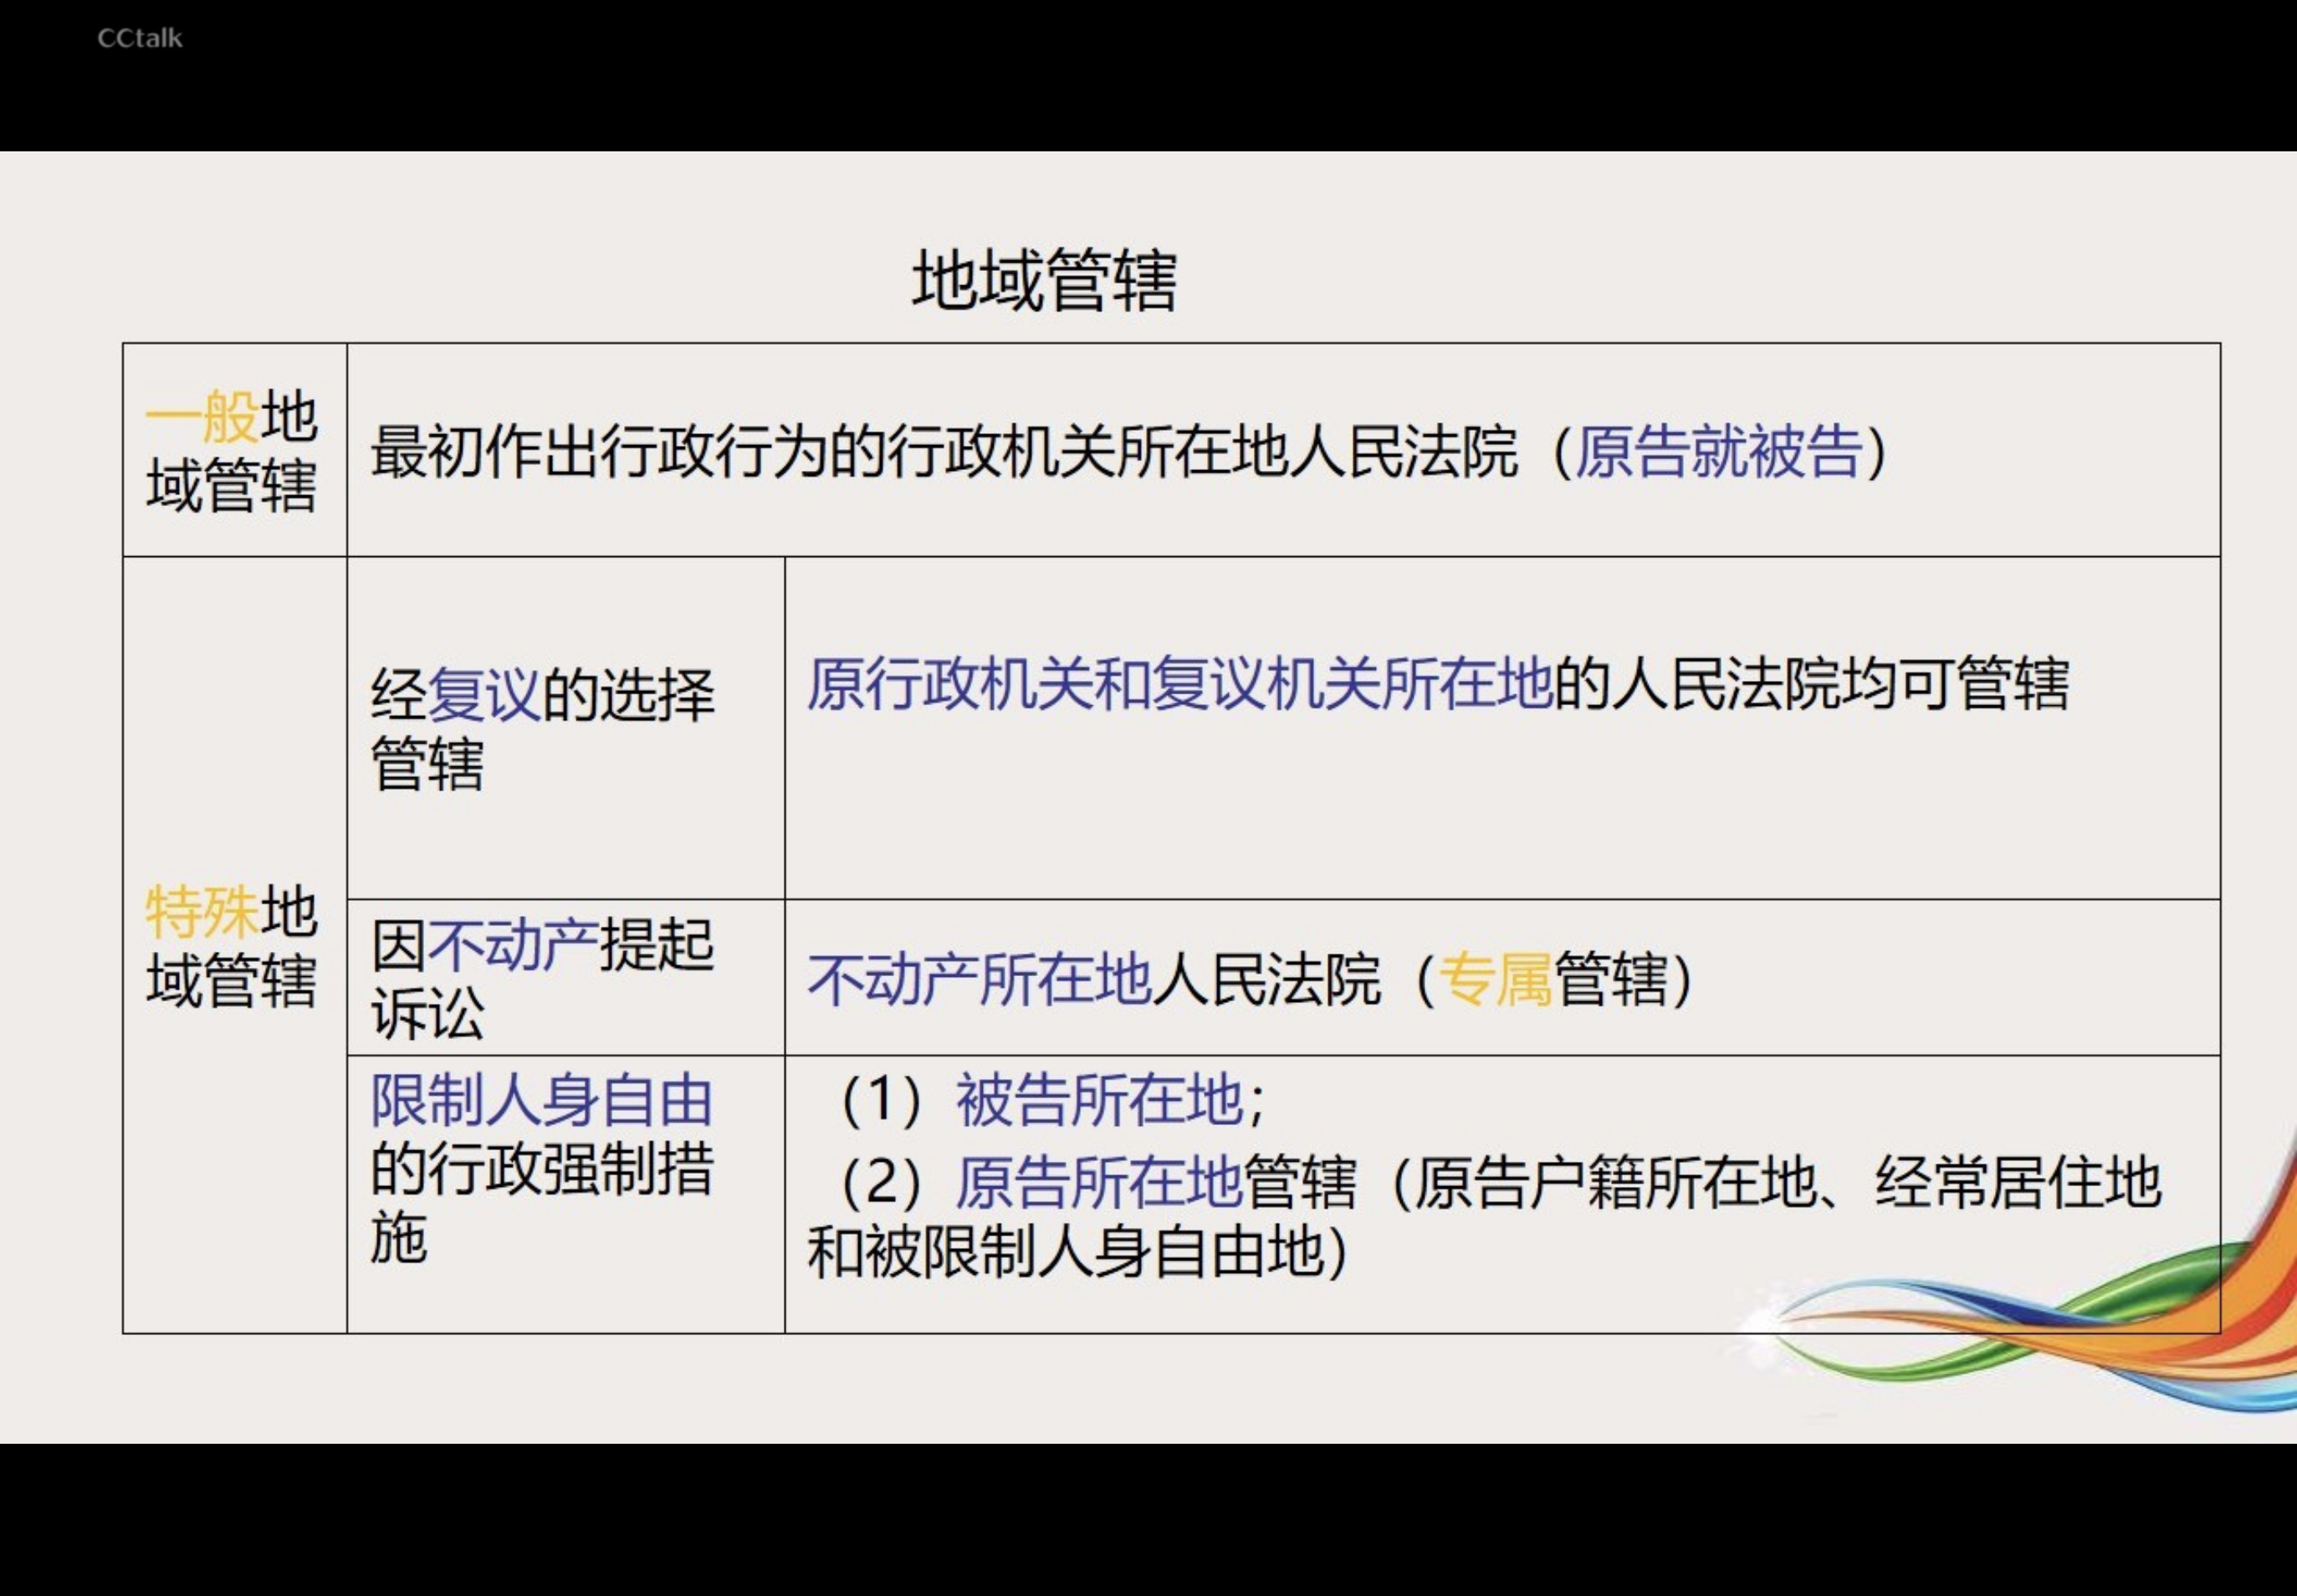 CCtalk
地域管辖
一般地
域管辖
最初作出行政行为的行政机关所在地人民法院（原告就被告）
特殊地
域管辖
经复议的选择
管辖
原行政机关和复议机关所在地的人民法院均可管辖
因不动产提起
诉讼
不动产所在地人民法院（专属管辖）
限制人身自由
的行政强制措
施
（1）被告所在地；
（2）原告所在地管辖（原告户籍所在地、经常居住地
和被限制人身自由地）